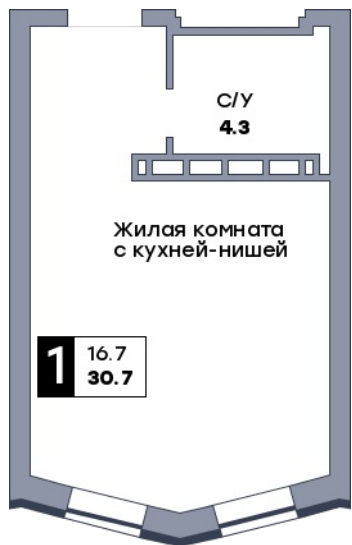 С/У
4.3
Жилая комната
с кухней-нишей
1
16.7
30.7